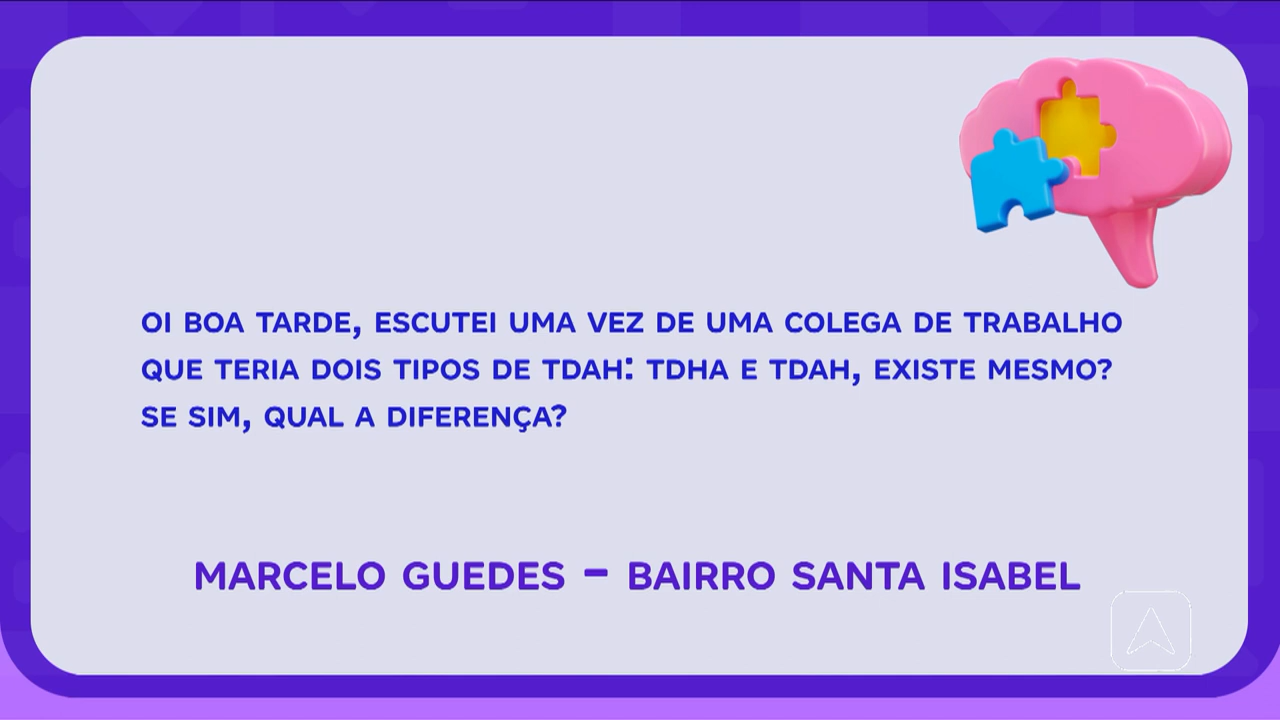 OI BOA TARDE, ESCUTEI UMA VEZ DE UMA COLEGA DE TRABALHO
QUE TERIA DOIS TIPOS DE TDAH: TDHA E TDAH, EXISTE MESMO?
SE SIM, QUAL A DIFERENÇA?
MARCELO GUEDES – BAIRRO SANTA ISABEL